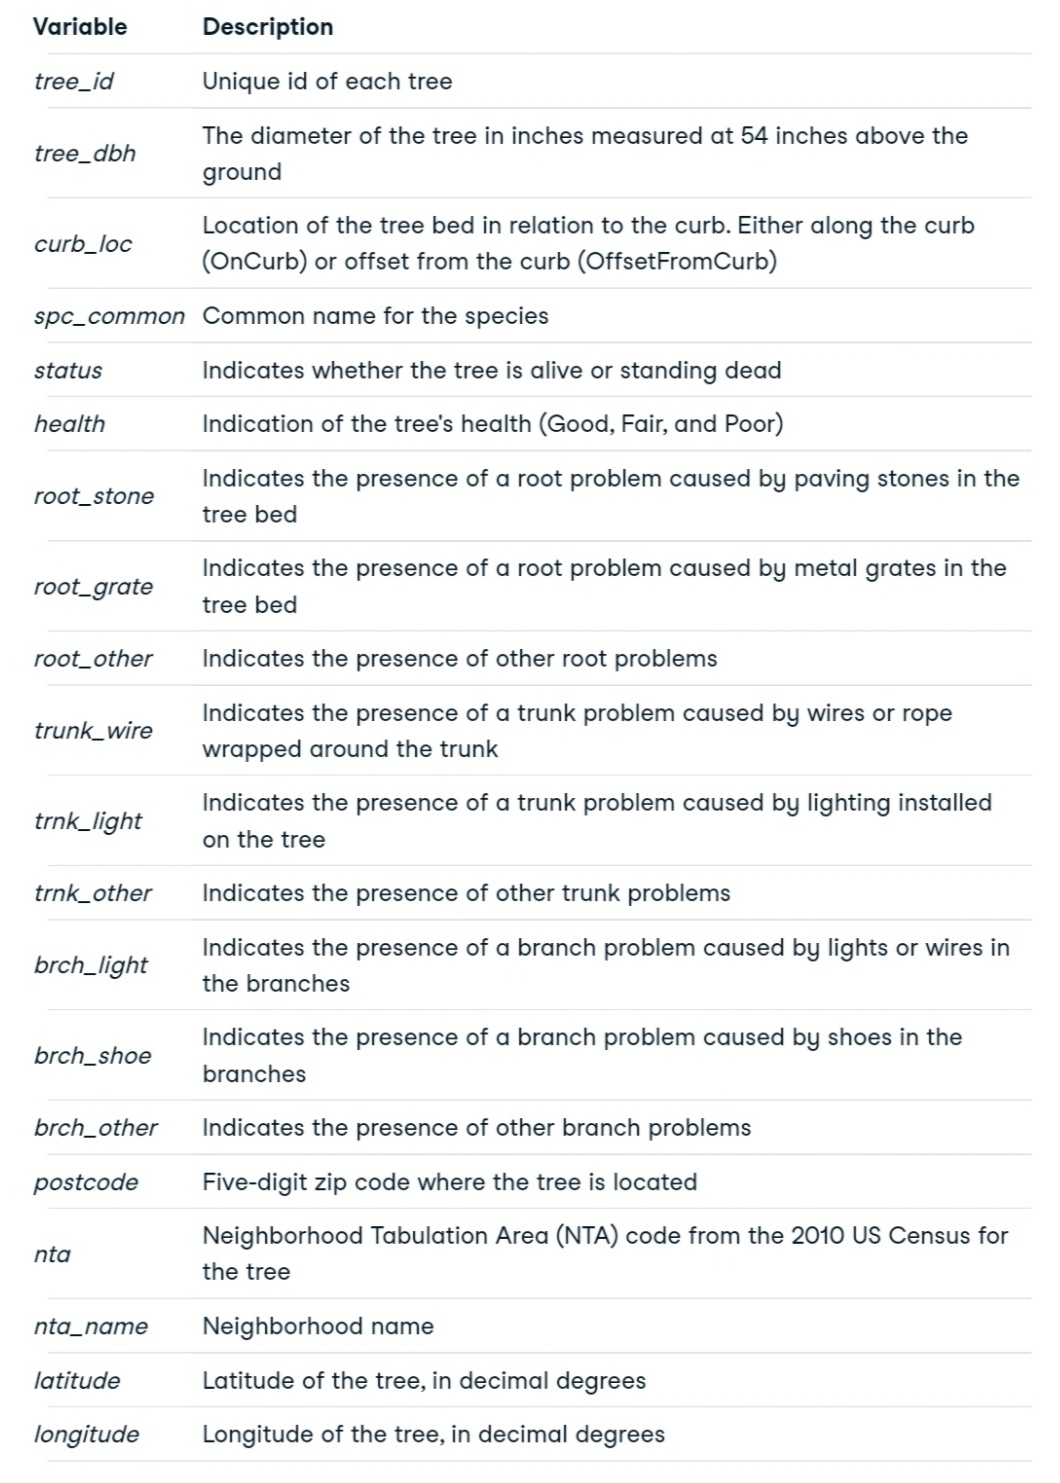 Variable Description
tree_id Unique id of each tree
tree_dbh The diameter of the tree in inches measured at 54 inches above the
ground
curb_loc Location of the tree bed in relation to the curb. Either along the curb
(OnCurb) or offset from the curb (OffsetFromCurb)
spc_common Common name for the species
status Indicates whether the tree is alive or standing dead
health Indication of the tree's health (Good, Fair, and Poor)
root_stone Indicates the presence of a root problem caused by paving stones in the
tree bed
root_grate Indicates the presence of a root problem caused by metal grates in the
tree bed
root_other Indicates the presence of other root problems
trunk_wire Indicates the presence of a trunk problem caused by wires or rope
wrapped around the trunk
trnk_light Indicates the presence of a trunk problem caused by lighting installed
on the tree
trnk_other Indicates the presence of other trunk problems
brch_light Indicates the presence of a branch problem caused by lights or wires in
the branches
brch_shoe Indicates the presence of a branch problem caused by shoes in the
branches
brch_other Indicates the presence of other branch problems
postcode Five-digit zip code where the tree is located
nta Neighborhood Tabulation Area (NTA) code from the 2010 US Census for
the tree
nta_name Neighborhood name
latitude Latitude of the tree, in decimal degrees
longitude Longitude of the tree, in decimal degrees